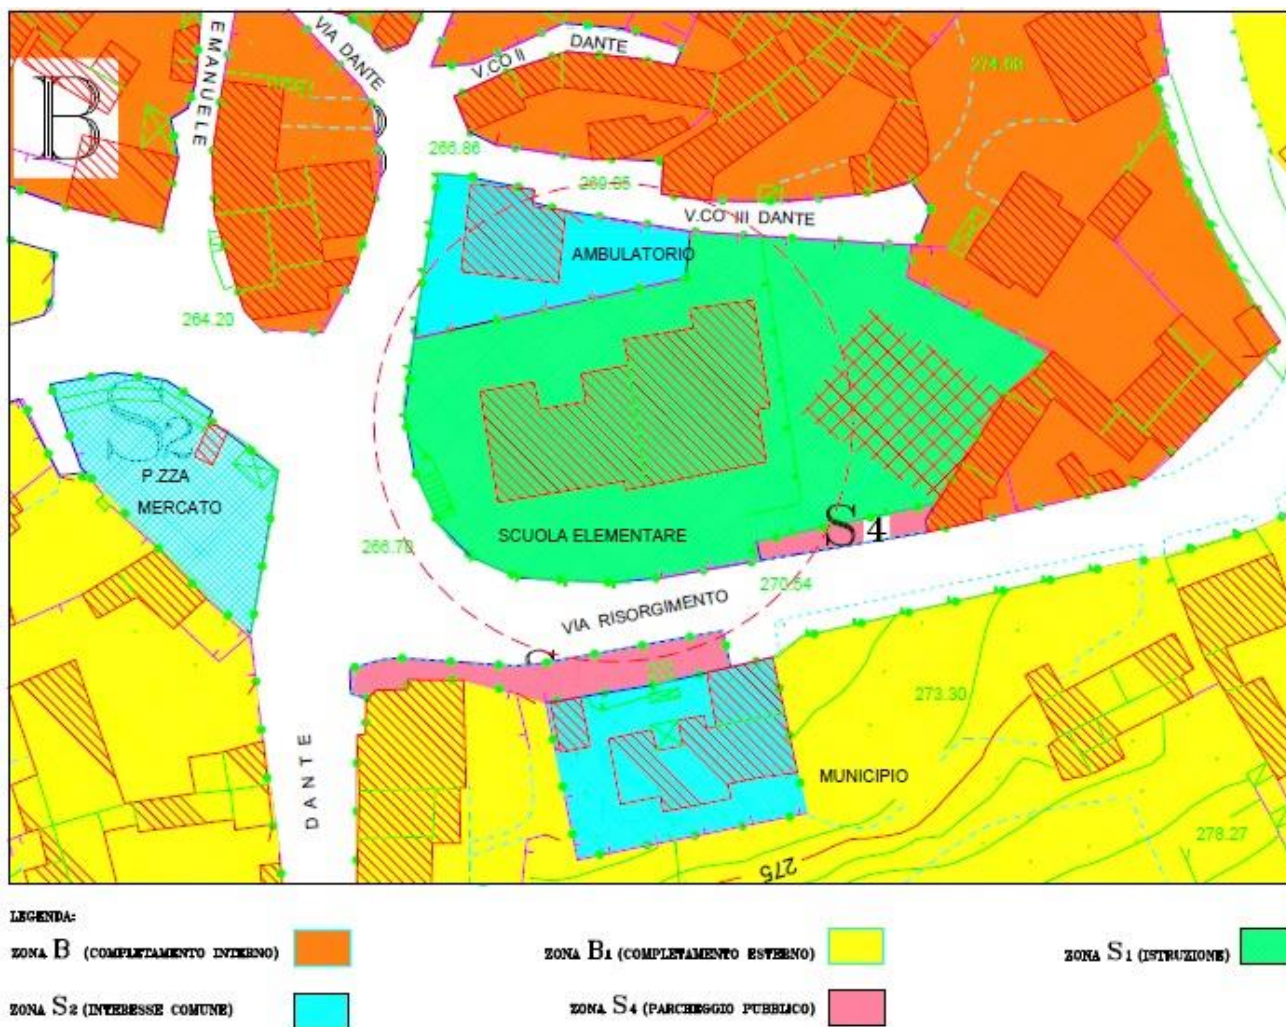 EMANUELE
VIA DANTE
V.CO II DANTE
274.60
B
266.86
269.35
V.CO III DANTE
AMBULATORIO
264.20
S2
P.ZZA
MERCATO
SCUOLA ELEMENTARE
S4
266.70
270.54
VIA RISORGIMENTO
S
273.30
DANTE
MUNICIPIO
278.27
275
LEGENDA:
ZONA B (COMPLETAMENTO INTERNO)
ZONA B1 (COMPLETAMENTO ESTERNO)
ZONA S1 (ISTRUZIONE)
ZONA S2 (INTERESSE COMUNE)
ZONA S4 (PARCHEGGIO PUBBLICO)